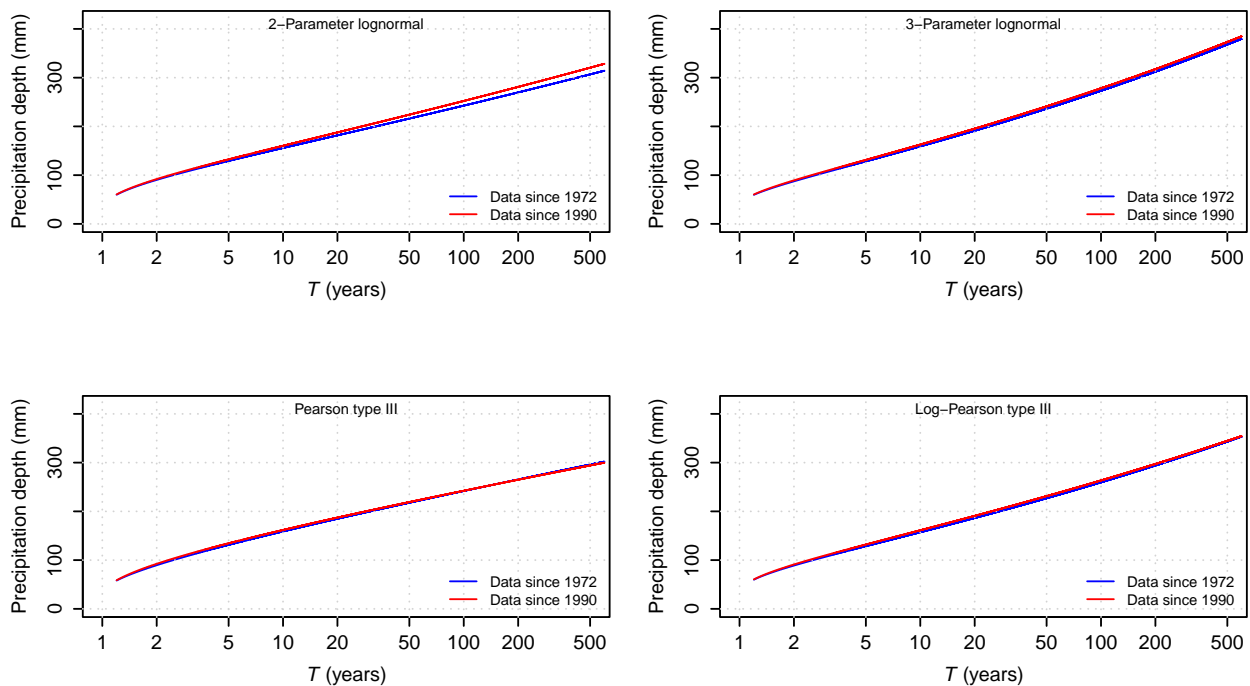 2−Parameter lognormal
Precipitation depth (mm)
0 100 300
Data since 1972
Data since 1990
1 2 5 10 20 50 100 200 500
T (years)
3−Parameter lognormal
Precipitation depth (mm)
0 100 300
Data since 1972
Data since 1990
1 2 5 10 20 50 100 200 500
T (years)
Pearson type III
Precipitation depth (mm)
0 100 300
Data since 1972
Data since 1990
1 2 5 10 20 50 100 200 500
T (years)
Log−Pearson type III
Precipitation depth (mm)
0 100 300
Data since 1972
Data since 1990
1 2 5 10 20 50 100 200 500
T (years)